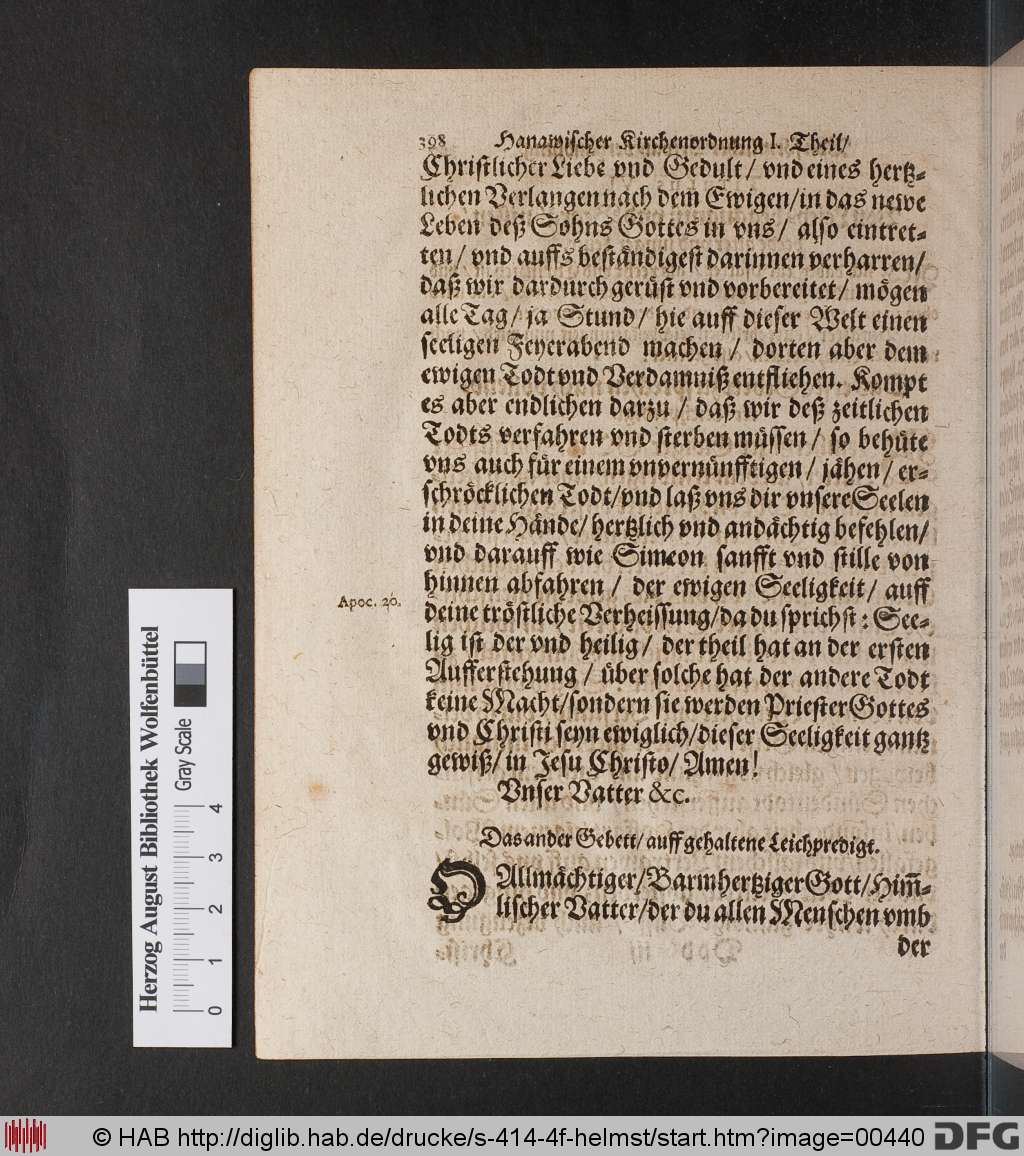 398 Hanawischer Kirchenordnung I. Theil/
Christlicher Liebe vnd Gedult / vnd eines hertz-
lichen Verlangen nach dem Ewigen/in das newe
Leben deß Sohns Gottes in vns / also eintret-
ten / vnd auffs beständigest darinnen verharren/
daß wir dardurch gerüst vnd vorbereitet / mögen
alle Tag / ja Stund / hie auff dieser Welt einen
seeligen Feyerabend machen / dorten aber dem
ewigen Todt vnd Verdamniß entfliehen. Kompt
es aber endlichen darzu / daß wir deß zeitlichen
Todts verfahren vnd sterben müssen / so behüte
vns auch für einem vnvernünfftigen / jähen / er-
schröcklichen Todt/vnd laß vns dir vnsere Seelen
in deine Hände/ hertzlich vnd andächtig befehlen/
vnd darauff wie Simeon sanfft vnd stille von
hinnen abfahren / der ewigen Seeligkeit / auff
Apoc. 20.
deine tröstliche Verheissung/da du sprichst : See-
lig ist der vnd heilig / der theil hat an der ersten
Aufferstehung / über solche hat der andere Todt
keine Macht/sondern sie werden Priester Gottes
vnd Christi seyn ewiglich/dieser Seeligkeit gantz
gewiß/ in Jesu Christo/ Amen!
Vnser Vatter &c.
Das ander Gebett/ auff gehaltene Leichpredigt.
O Allmächtiger/Barmhertziger Gott/Him̄-
lischer Vatter/der du allen Menschen vmb
der
Herzog August Bibliothek Wolfenbüttel
Gray Scale
0 1 2 3 4
© HAB http://diglib.hab.de/drucke/s-414-4f-helmst/start.htm?image=00440 DFG